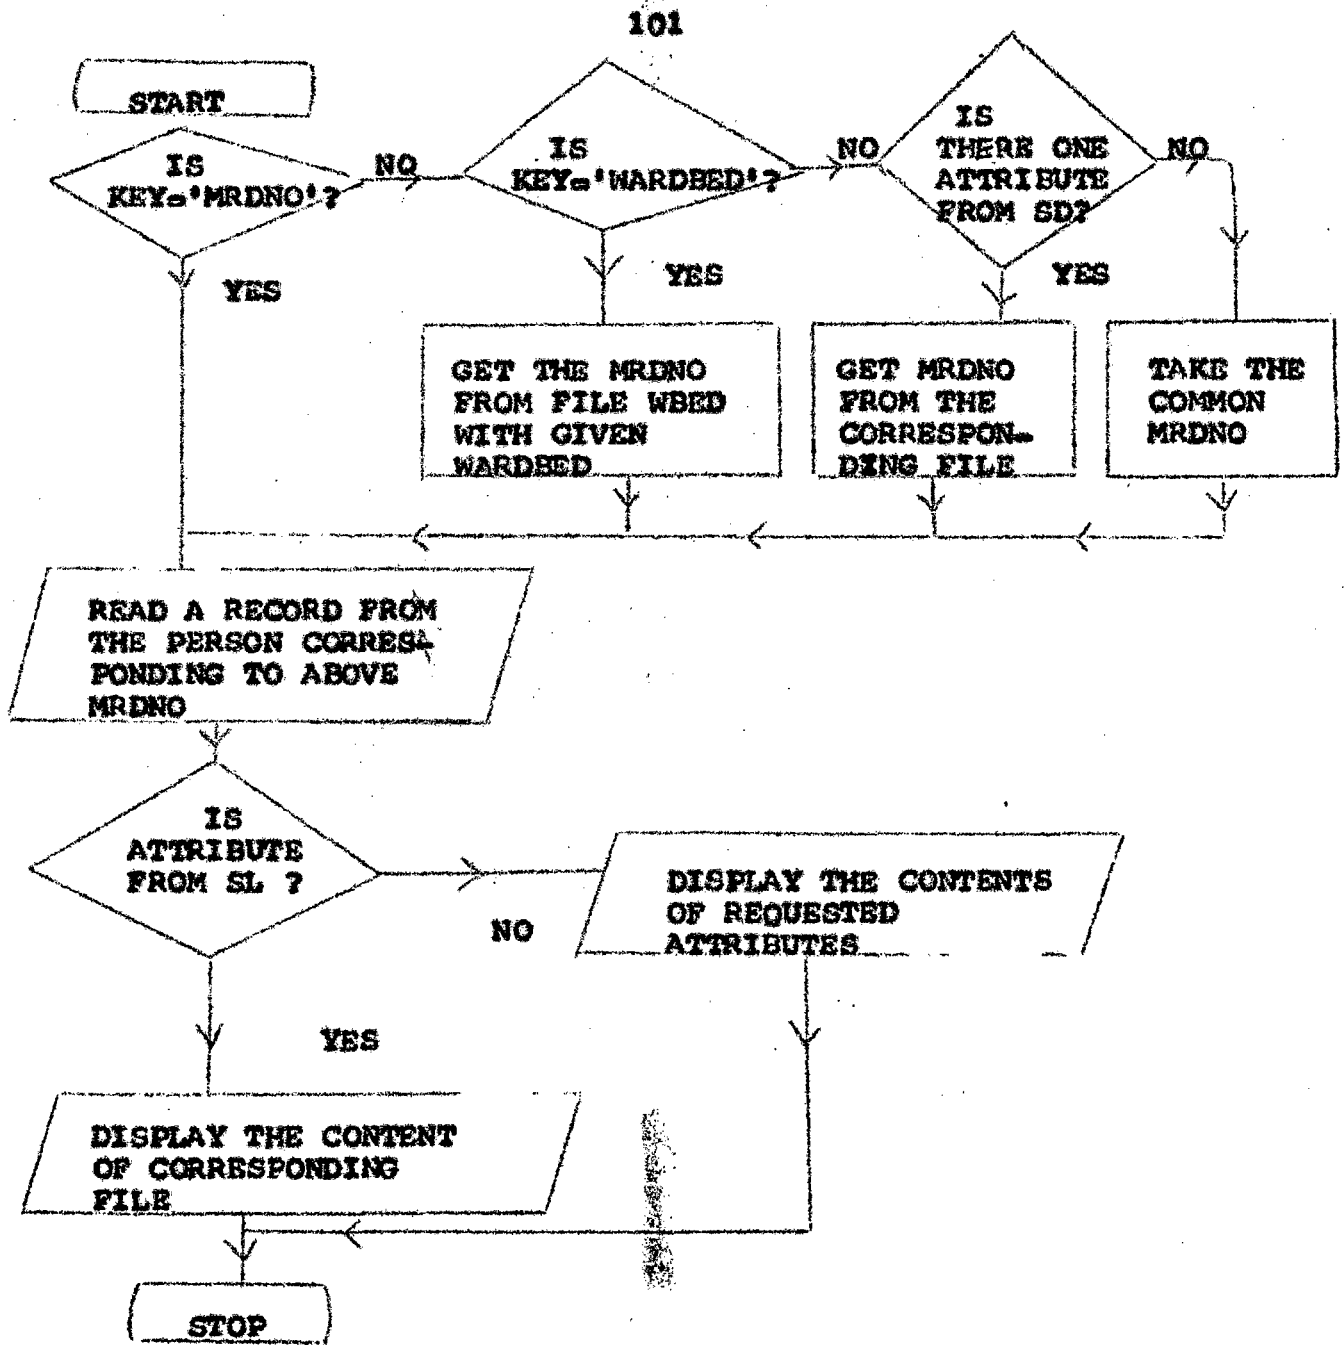 101
START
IS
KEY='MRDNO'?
NO
YES
IS
KEY='WARDBED'?
NO
YES
IS
THERE ONE
ATTRIBUTE
FROM SD?
NO
YES
GET THE MRDNO
FROM FILE WBED
WITH GIVEN
WARDBED
GET MRDNO
FROM THE
CORRESPON-
DING FILE
TAKE THE
COMMON
MRDNO
READ A RECORD FROM
THE PERSON CORRES-
PONDING TO ABOVE
MRDNO
IS
ATTRIBUTE
FROM SL ?
NO
YES
DISPLAY THE CONTENTS
OF REQUESTED
ATTRIBUTES
DISPLAY THE CONTENT
OF CORRESPONDING
FILE
STOP